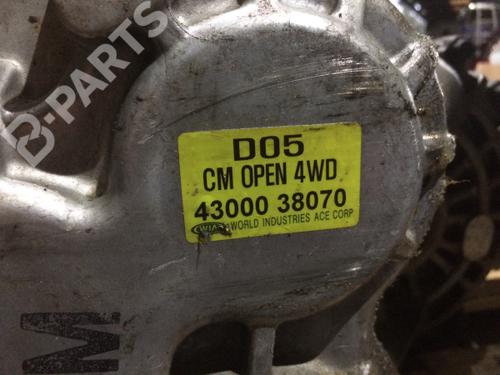 B-PARTS
D05
CM OPEN 4WD
43000 38070
WIA WORLD INDUSTRIES ACE CORP
M